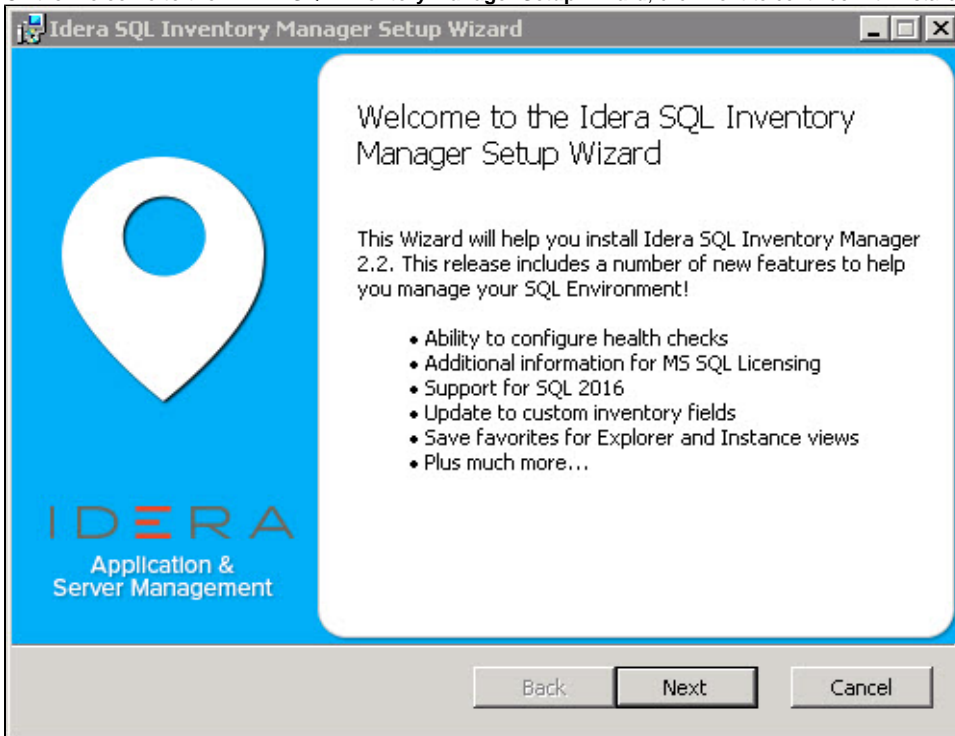 Idera SQL Inventory Manager Setup Wizard
Welcome to the Idera SQL Inventory
Manager Setup Wizard
This Wizard will help you install Idera SQL Inventory Manager
2.2. This release includes a number of new features to help
you manage your SQL Environment!
• Ability to configure health checks
• Additional information for MS SQL Licensing
• Support for SQL 2016
• Update to custom inventory fields
• Save favorites for Explorer and Instance views
• Plus much more...
IDERA
Application &
Server Management
Back
Next
Cancel